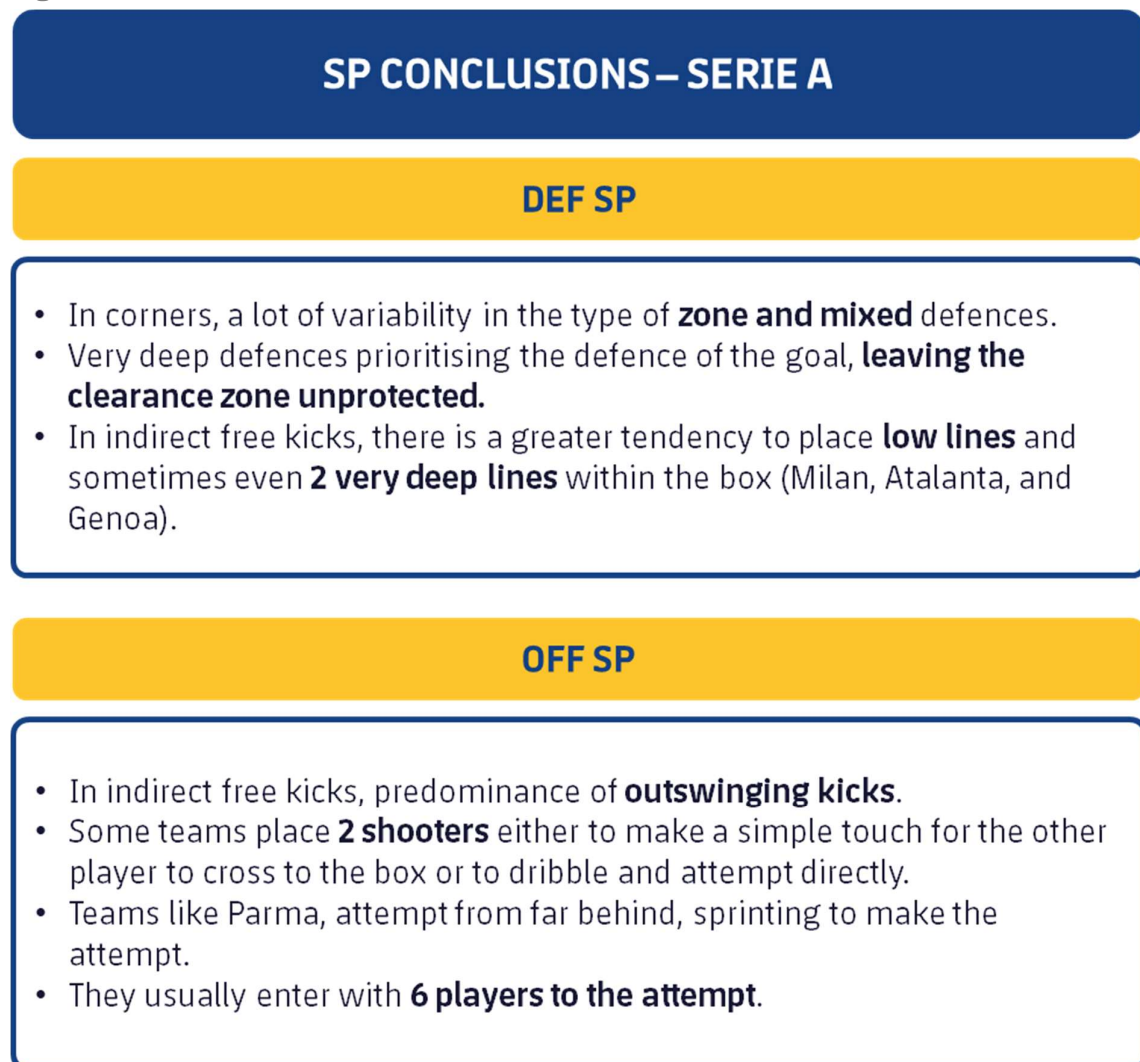 SP CONCLUSIONS – SERIE A
DEF SP
• In corners, a lot of variability in the type of zone and mixed defences.
• Very deep defences prioritising the defence of the goal, leaving the
clearance zone unprotected.
• In indirect free kicks, there is a greater tendency to place low lines and
sometimes even 2 very deep lines within the box (Milan, Atalanta, and
Genoa).
OFF SP
• In indirect free kicks, predominance of outswinging kicks.
• Some teams place 2 shooters either to make a simple touch for the other
player to cross to the box or to dribble and attempt directly.
• Teams like Parma, attempt from far behind, sprinting to make the
attempt.
• They usually enter with 6 players to the attempt.